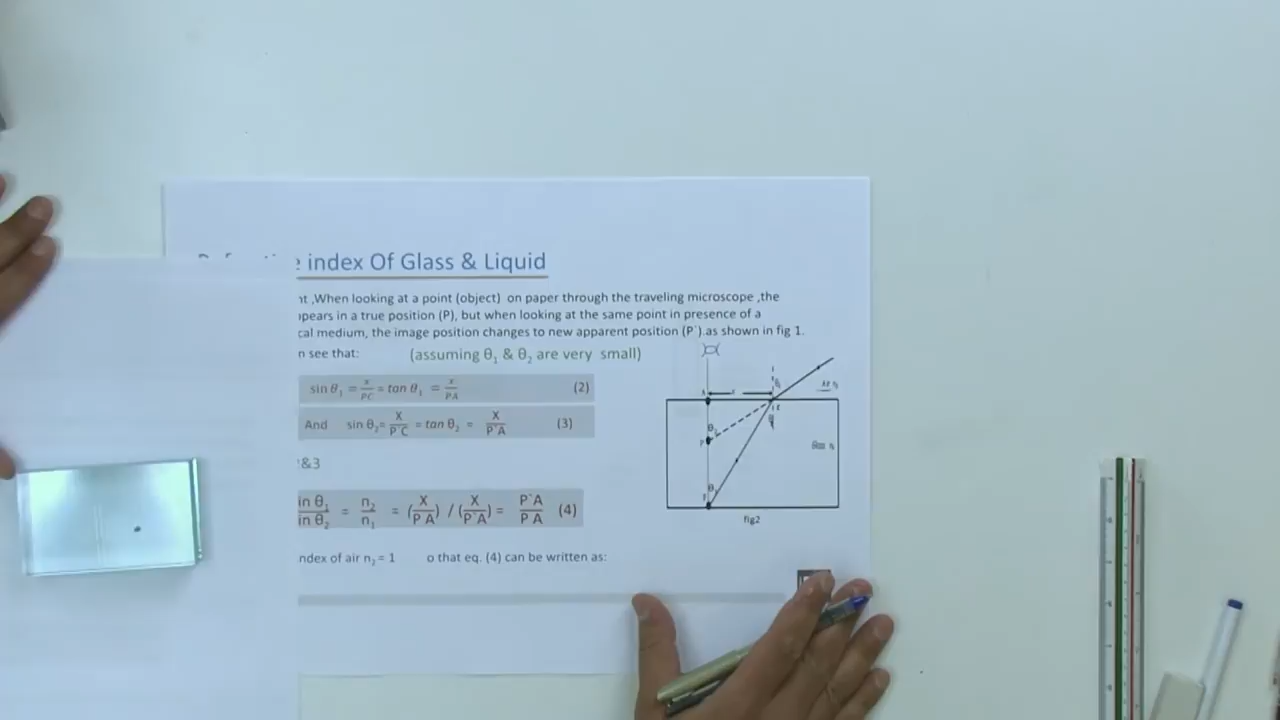 index Of Glass & Liquid
nt ,When looking at a point (object) on paper through the traveling microscope ,the
pears in a true position (P), but when looking at the same point in presence of a
cal medium, the image position changes to new apparent position (P`).as shown in fig 1.
n see that: (assuming θ₁ & θ₂ are very small)
sin θ₁ = x/PC = tan θ₁ = x/PA (2)
And sin θ₂= X/P`C = tan θ₂ = X/P`A (3)
&3
in θ₁/in θ₂ = n₂/n₁ = (X/P A) / (X/P`A) = P`A/P A (4)
fig2
ndex of air n₂ = 1 o that eq. (4) can be written as: